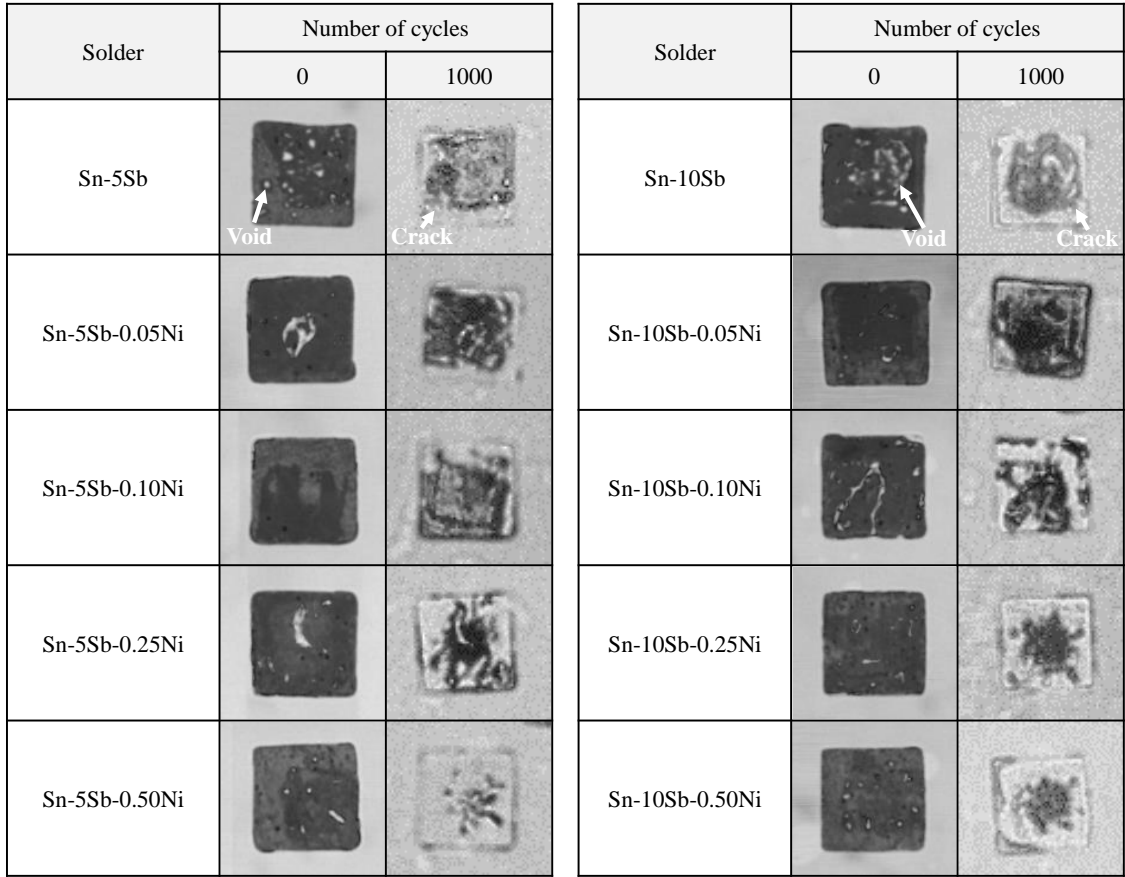 Solder
Number of cycles
0
1000
Sn-5Sb
Void
Crack
Sn-5Sb-0.05Ni
Sn-5Sb-0.10Ni
Sn-5Sb-0.25Ni
Sn-5Sb-0.50Ni
Solder
Number of cycles
0
1000
Sn-10Sb
Void
Crack
Sn-10Sb-0.05Ni
Sn-10Sb-0.10Ni
Sn-10Sb-0.25Ni
Sn-10Sb-0.50Ni